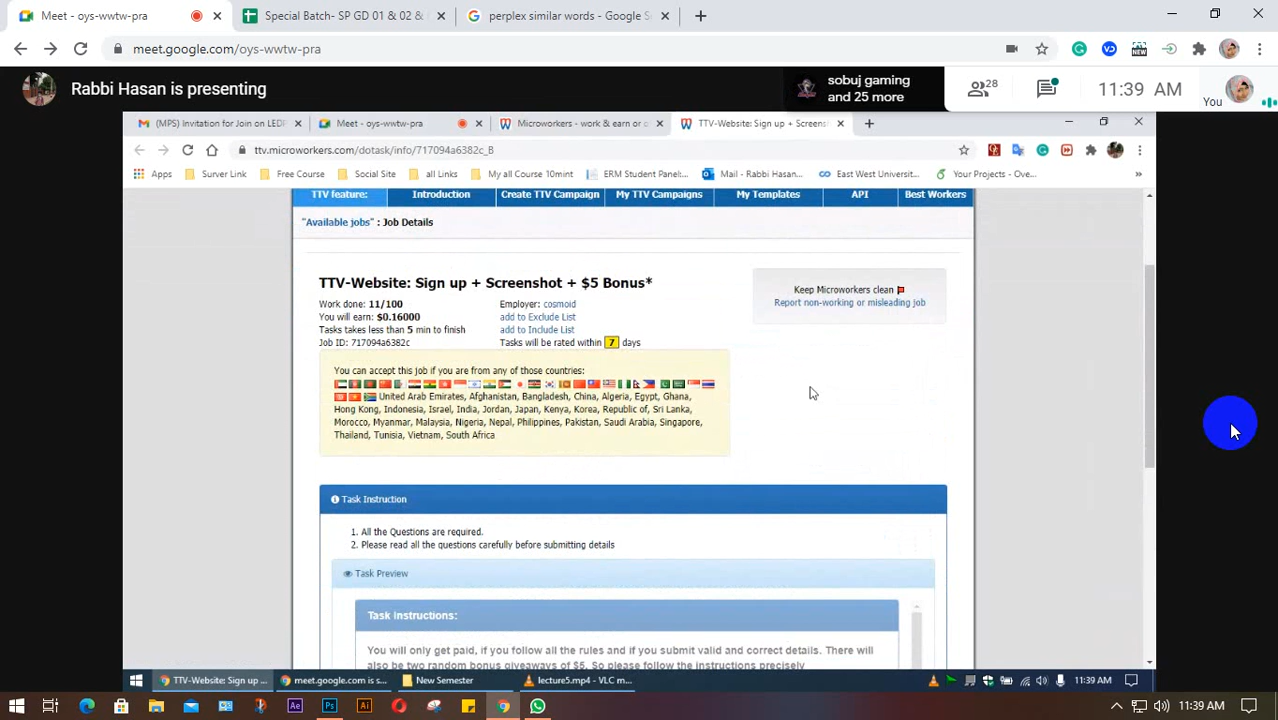 Meet - oys-wwtw-pra
Special Batch- SP GD 01 & 02 &
perplex similar words - Google Se
meet.google.com/oys-wwtw-pra
Rabbi Hasan is presenting
sobuj gaming
and 25 more
28
11:39 AM
You
(MPS) Invitation for Join on LEDP
Meet - oys-wwtw-pra
Microworkers - work & earn or o
TTV-Website: Sign up + Screensh
ttv.microworkers.com/dotask/info/717094a6382c_B
Apps
Surver Link
Free Course
Social Site
all Links
My all Course 10mint
ERM Student Panel:...
Mail - Rabbi Hasan...
East West Universit...
Your Projects - Ove...
»
TTV feature:
Introduction
Create TTV Campaign
My TTV Campaigns
My Templates
API
Best Workers
"Available jobs" : Job Details
TTV-Website: Sign up + Screenshot + $5 Bonus*
Work done: 11/100
You will earn: $0.16000
Tasks takes less than 5 min to finish
Job ID: 717094a6382c
Employer: cosmoid
add to Exclude List
add to Include List
Tasks will be rated within 7 days
Keep Microworkers clean
Report non-working or misleading job
You can accept this job if you are from any of those countries:
United Arab Emirates, Afghanistan, Bangladesh, China, Algeria, Egypt, Ghana,
Hong Kong, Indonesia, Israel, India, Jordan, Japan, Kenya, Korea, Republic of, Sri Lanka,
Morocco, Myanmar, Malaysia, Nigeria, Nepal, Philippines, Pakistan, Saudi Arabia, Singapore,
Thailand, Tunisia, Vietnam, South Africa
Task Instruction
1. All the Questions are required.
2. Please read all the questions carefully before submitting details
Task Preview
Task Instructions:
You will only get paid, if you follow all the rules and if you submit valid and correct details. There will
also be two random bonus giveaways of $5. So please follow the instructions precisely
TTV-Website: Sign up ...
meet.google.com is s...
New Semester
lecture5.mp4 - VLC m...
11:39 AM
Ae
Ps
Ai
11:39 AM